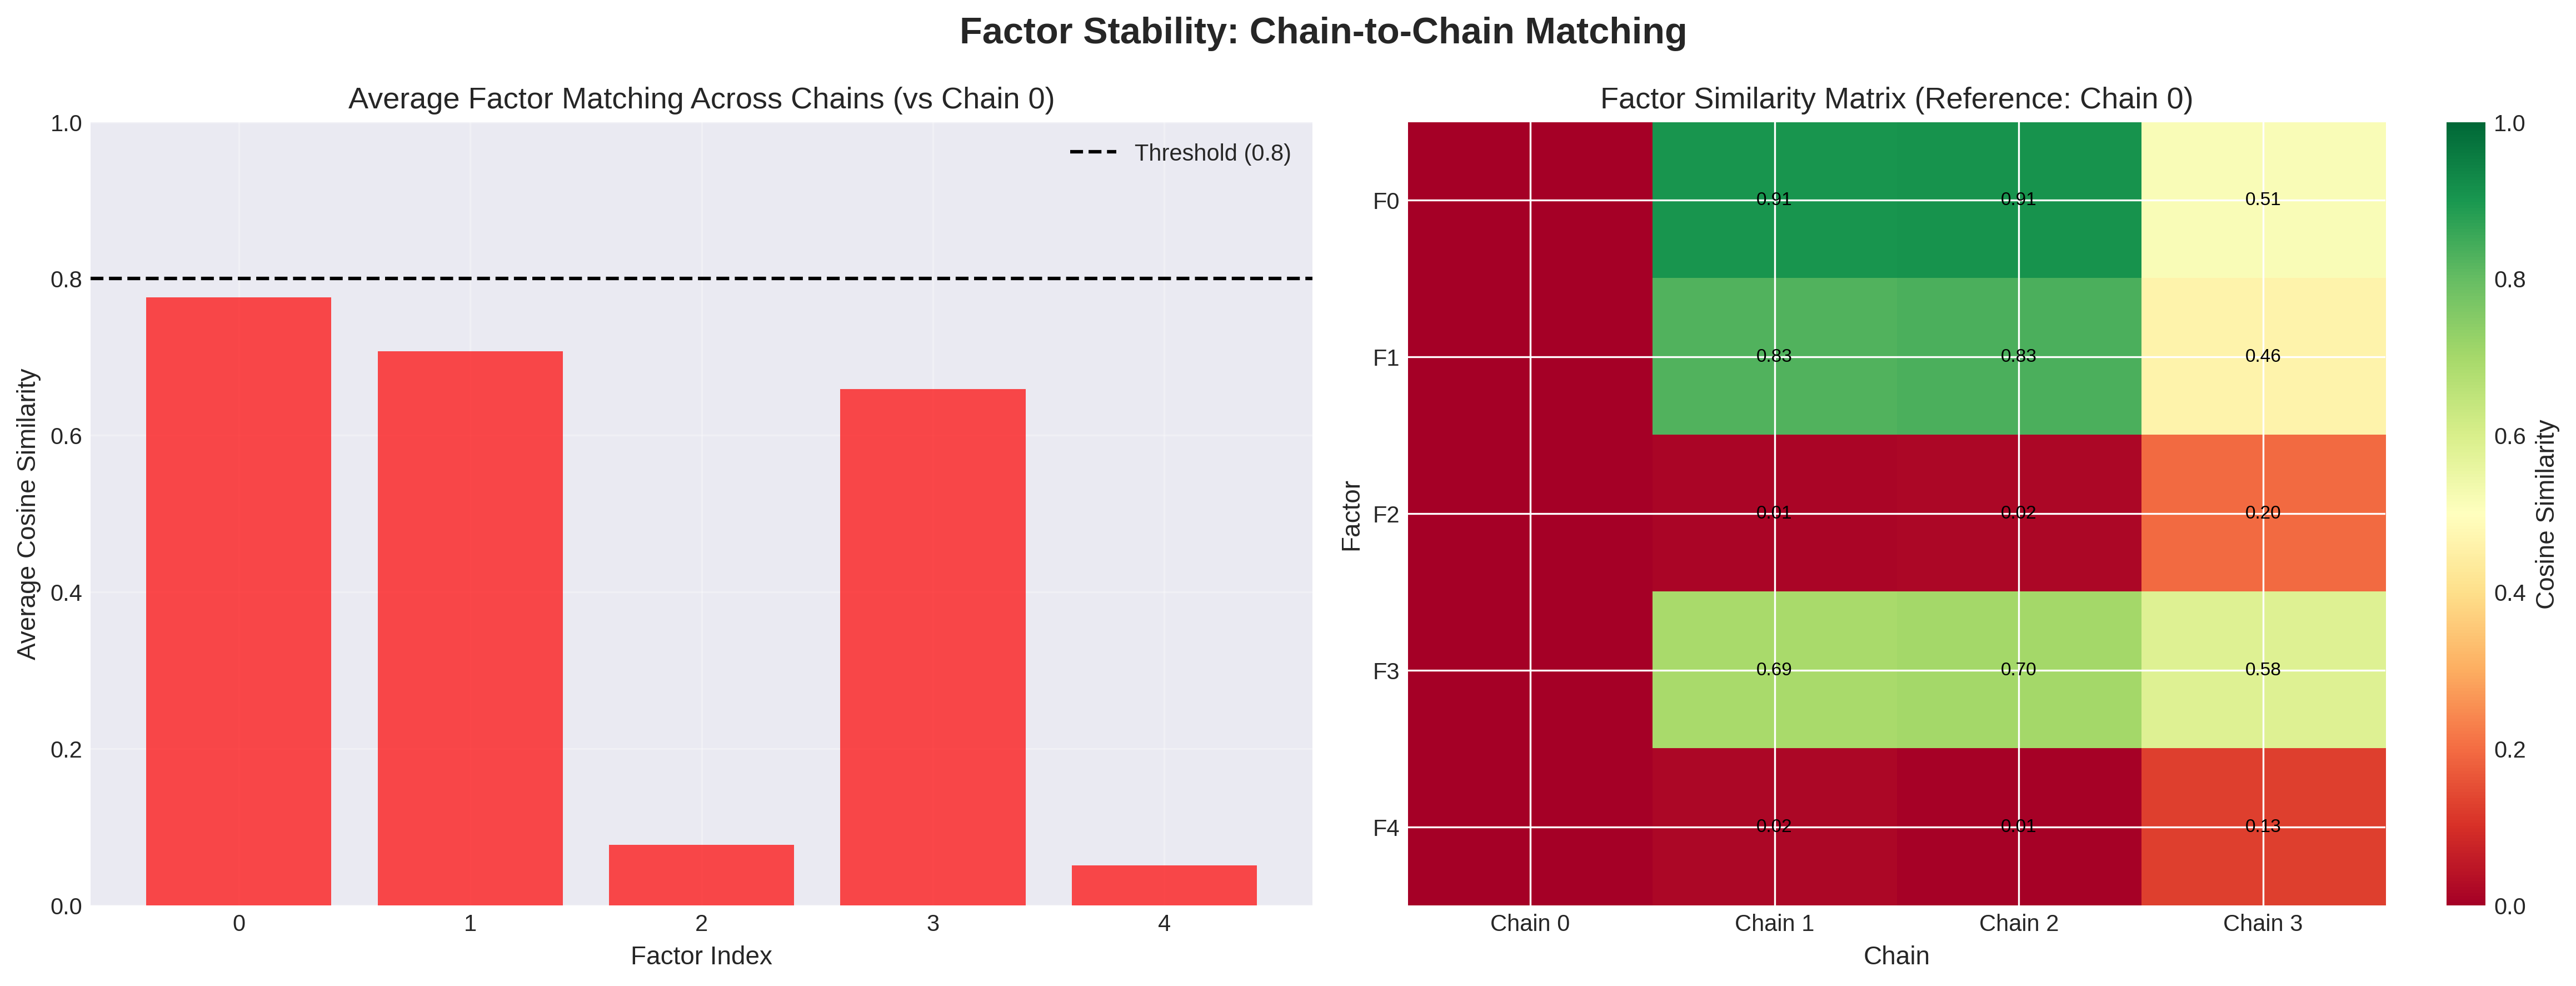 Factor Stability: Chain-to-Chain Matching
Average Factor Matching Across Chains (vs Chain 0)
Threshold (0.8)
1.0
0.8
0.6
0.4
0.2
0.0
Average Cosine Similarity
0 1 2 3 4
Factor Index
Factor Similarity Matrix (Reference: Chain 0)
Factor
F0 0.91 0.91 0.51
F1 0.83 0.83 0.46
F2 0.01 0.02 0.20
F3 0.69 0.70 0.58
F4 0.02 0.01 0.13
Chain 0 Chain 1 Chain 2 Chain 3
Chain
1.0
0.8
0.6
0.4
0.2
0.0
Cosine Similarity